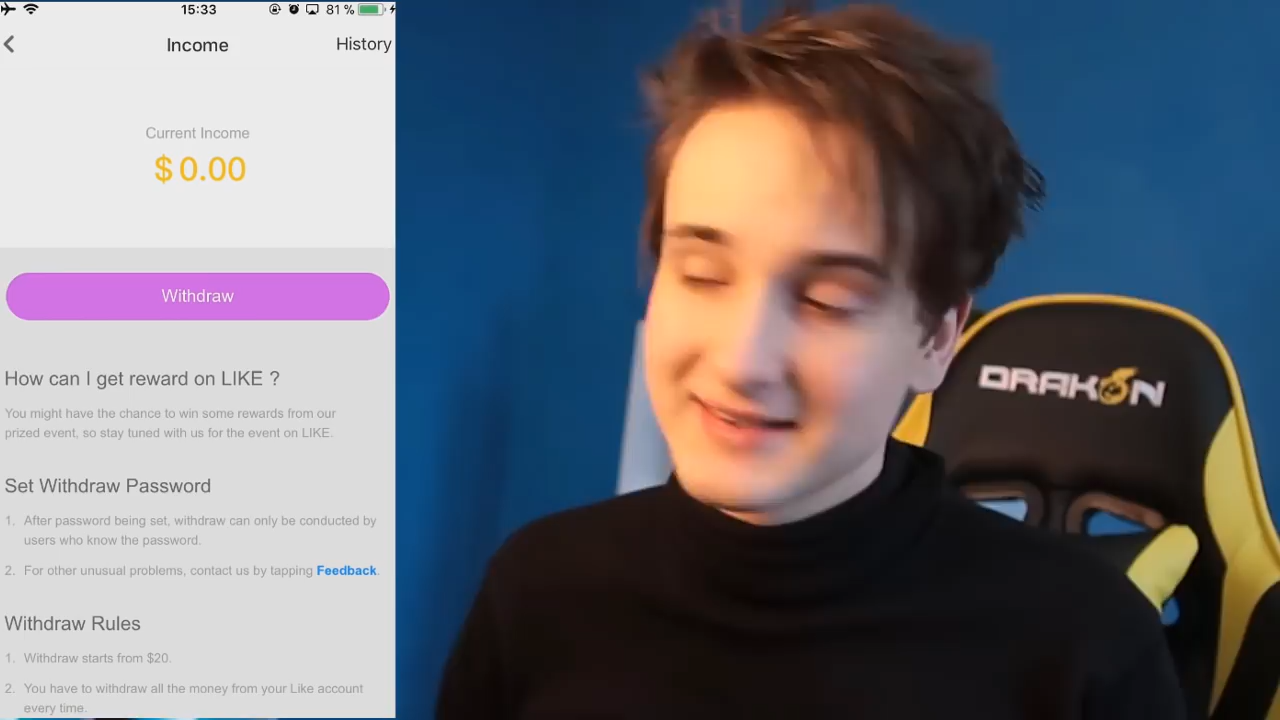 15:33
81 %
Income
History
Current Income
$ 0.00
Withdraw
How can I get reward on LIKE ?
You might have the chance to win some rewards from our
prized event, so stay tuned with us for the event on LIKE.
Set Withdraw Password
1. After password being set, withdraw can only be conducted by
users who know the password.
2. For other unusual problems, contact us by tapping Feedback.
Withdraw Rules
1. Withdraw starts from $20.
2. You have to withdraw all the money from your Like account
every time.
DRAKON